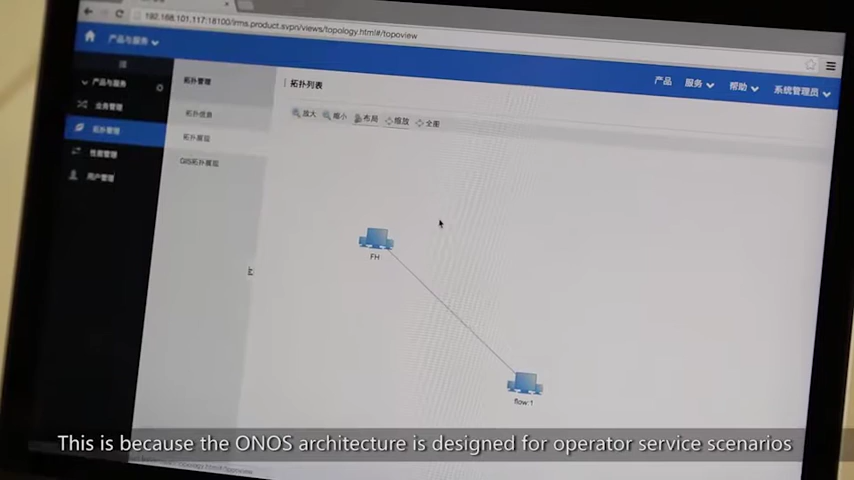 192.168.101.117:18100/irms.product.svpn/views/topology.html#/topoview
产品与服务
产品 服务 帮助 系统管理员
产品与服务
业务管理
拓扑管理
性能管理
用户管理
拓扑管理
拓扑信息
拓扑展现
GIS拓扑展现
拓扑列表
放大 缩小 布局 缩放 全图
FH
flow:1
This is because the ONOS architecture is designed for operator service scenarios